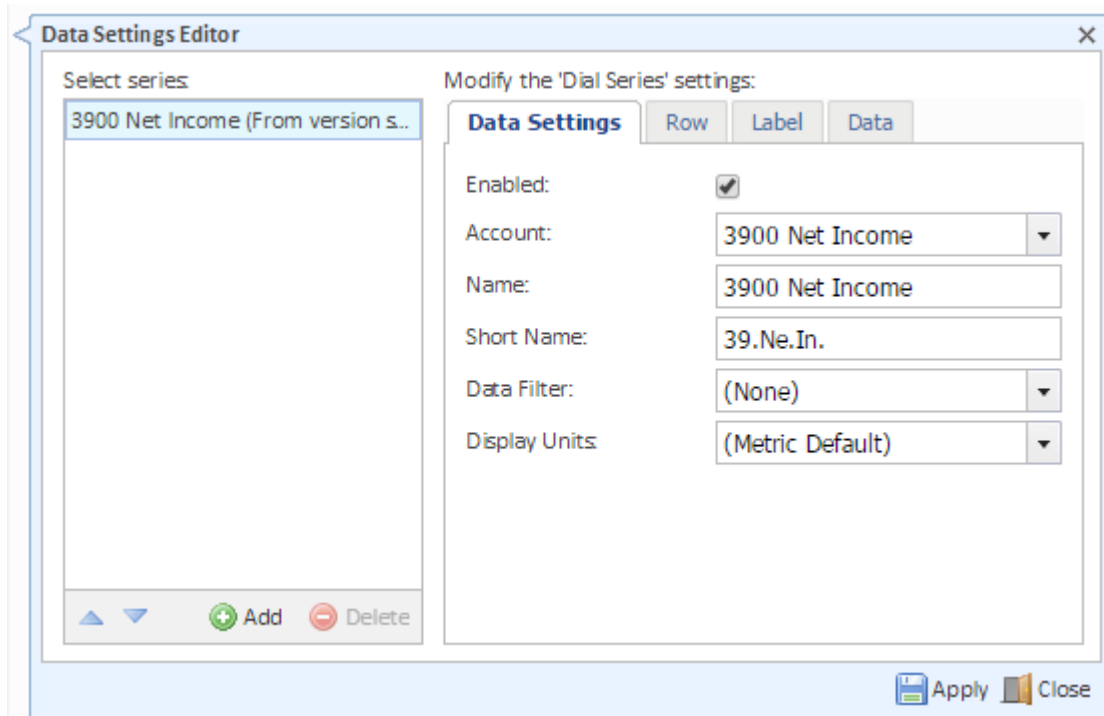 Data Settings Editor
Select series:
3900 Net Income (From version s...
Add Delete
Modify the 'Dial Series' settings:
Data Settings Row Label Data
Enabled:
Account: 3900 Net Income
Name: 3900 Net Income
Short Name: 39.Ne.In.
Data Filter: (None)
Display Units: (Metric Default)
Apply Close